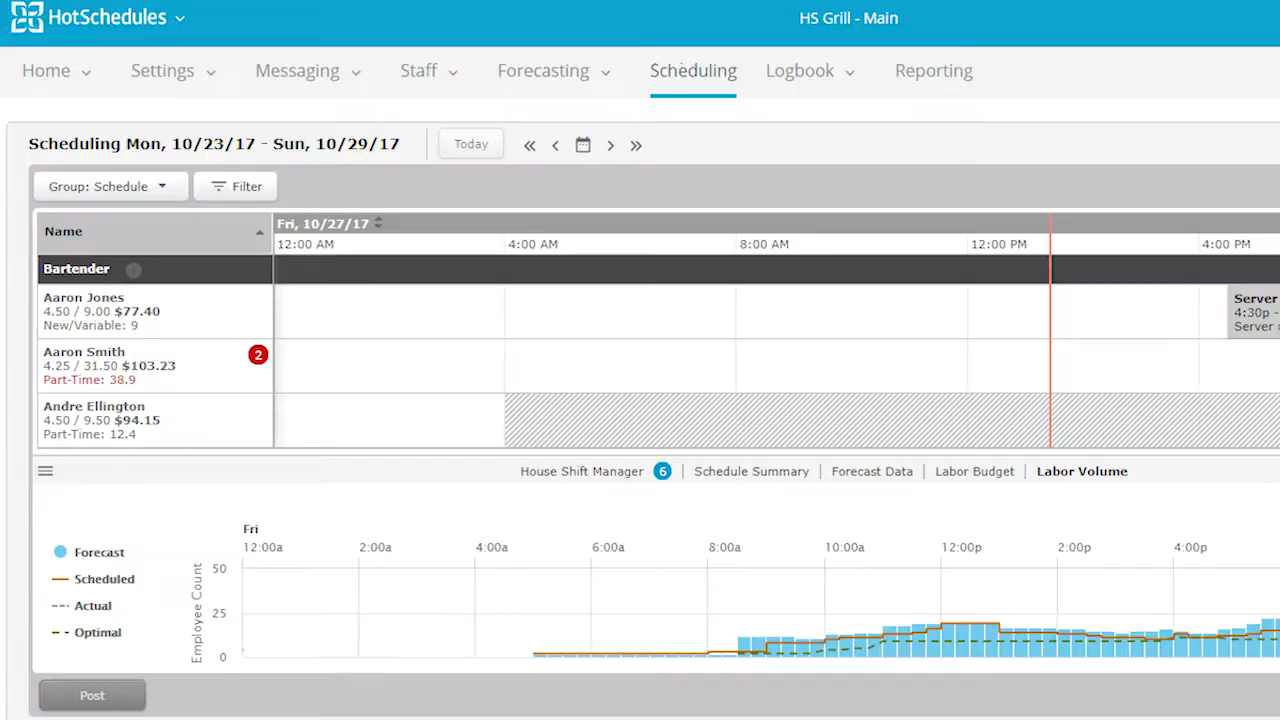 HotSchedules
HS Grill - Main
Home Settings Messaging Staff Forecasting Scheduling Logbook Reporting
Scheduling Mon, 10/23/17 - Sun, 10/29/17 Today
Group: Schedule Filter
Name
Fri, 10/27/17
12:00 AM 4:00 AM 8:00 AM 12:00 PM 4:00 PM
Bartender
Aaron Jones
4.50 / 9.00 $77.40
New/Variable: 9
Server
4:30p -
Server
Aaron Smith
4.25 / 31.50 $103.23
Part-Time: 38.9
2
Andre Ellington
4.50 / 9.50 $94.15
Part-Time: 12.4
House Shift Manager 6 | Schedule Summary | Forecast Data | Labor Budget | Labor Volume
Fri
12:00a 2:00a 4:00a 6:00a 8:00a 10:00a 12:00p 2:00p 4:00p
Forecast
Scheduled
Actual
Optimal
Employee Count
50
25
0
Post